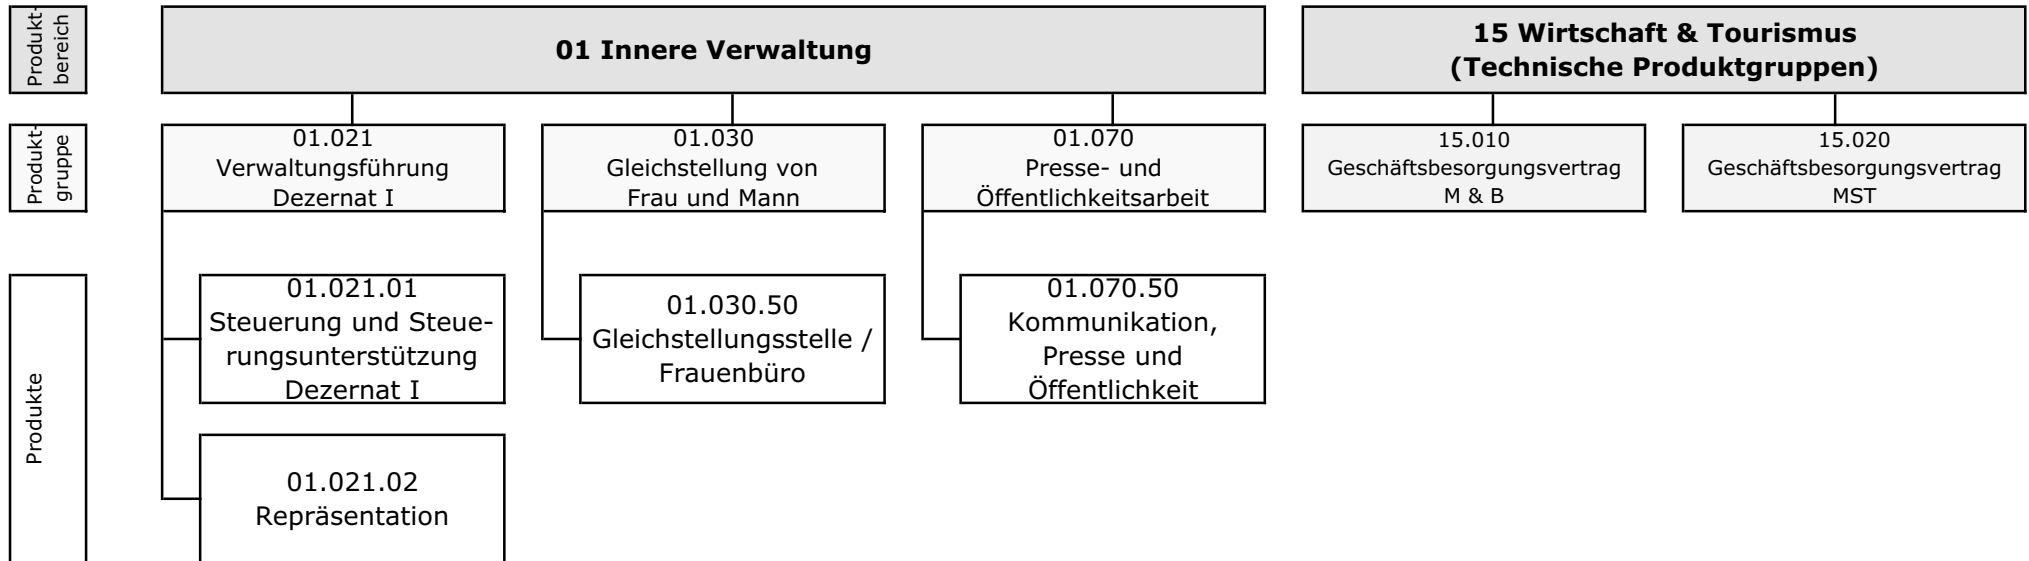 Produkt-
bereich
01 Innere Verwaltung
15 Wirtschaft & Tourismus
(Technische Produktgruppen)
Produkt-
gruppe
01.021
Verwaltungsführung
Dezernat I
01.030
Gleichstellung von
Frau und Mann
01.070
Presse- und
Öffentlichkeitsarbeit
15.010
Geschäftsbesorgungsvertrag
M & B
15.020
Geschäftsbesorgungsvertrag
MST
Produkte
01.021.01
Steuerung und Steue-
rungsunterstützung
Dezernat I
01.030.50
Gleichstellungsstelle /
Frauenbüro
01.070.50
Kommunikation,
Presse und
Öffentlichkeit
01.021.02
Repräsentation